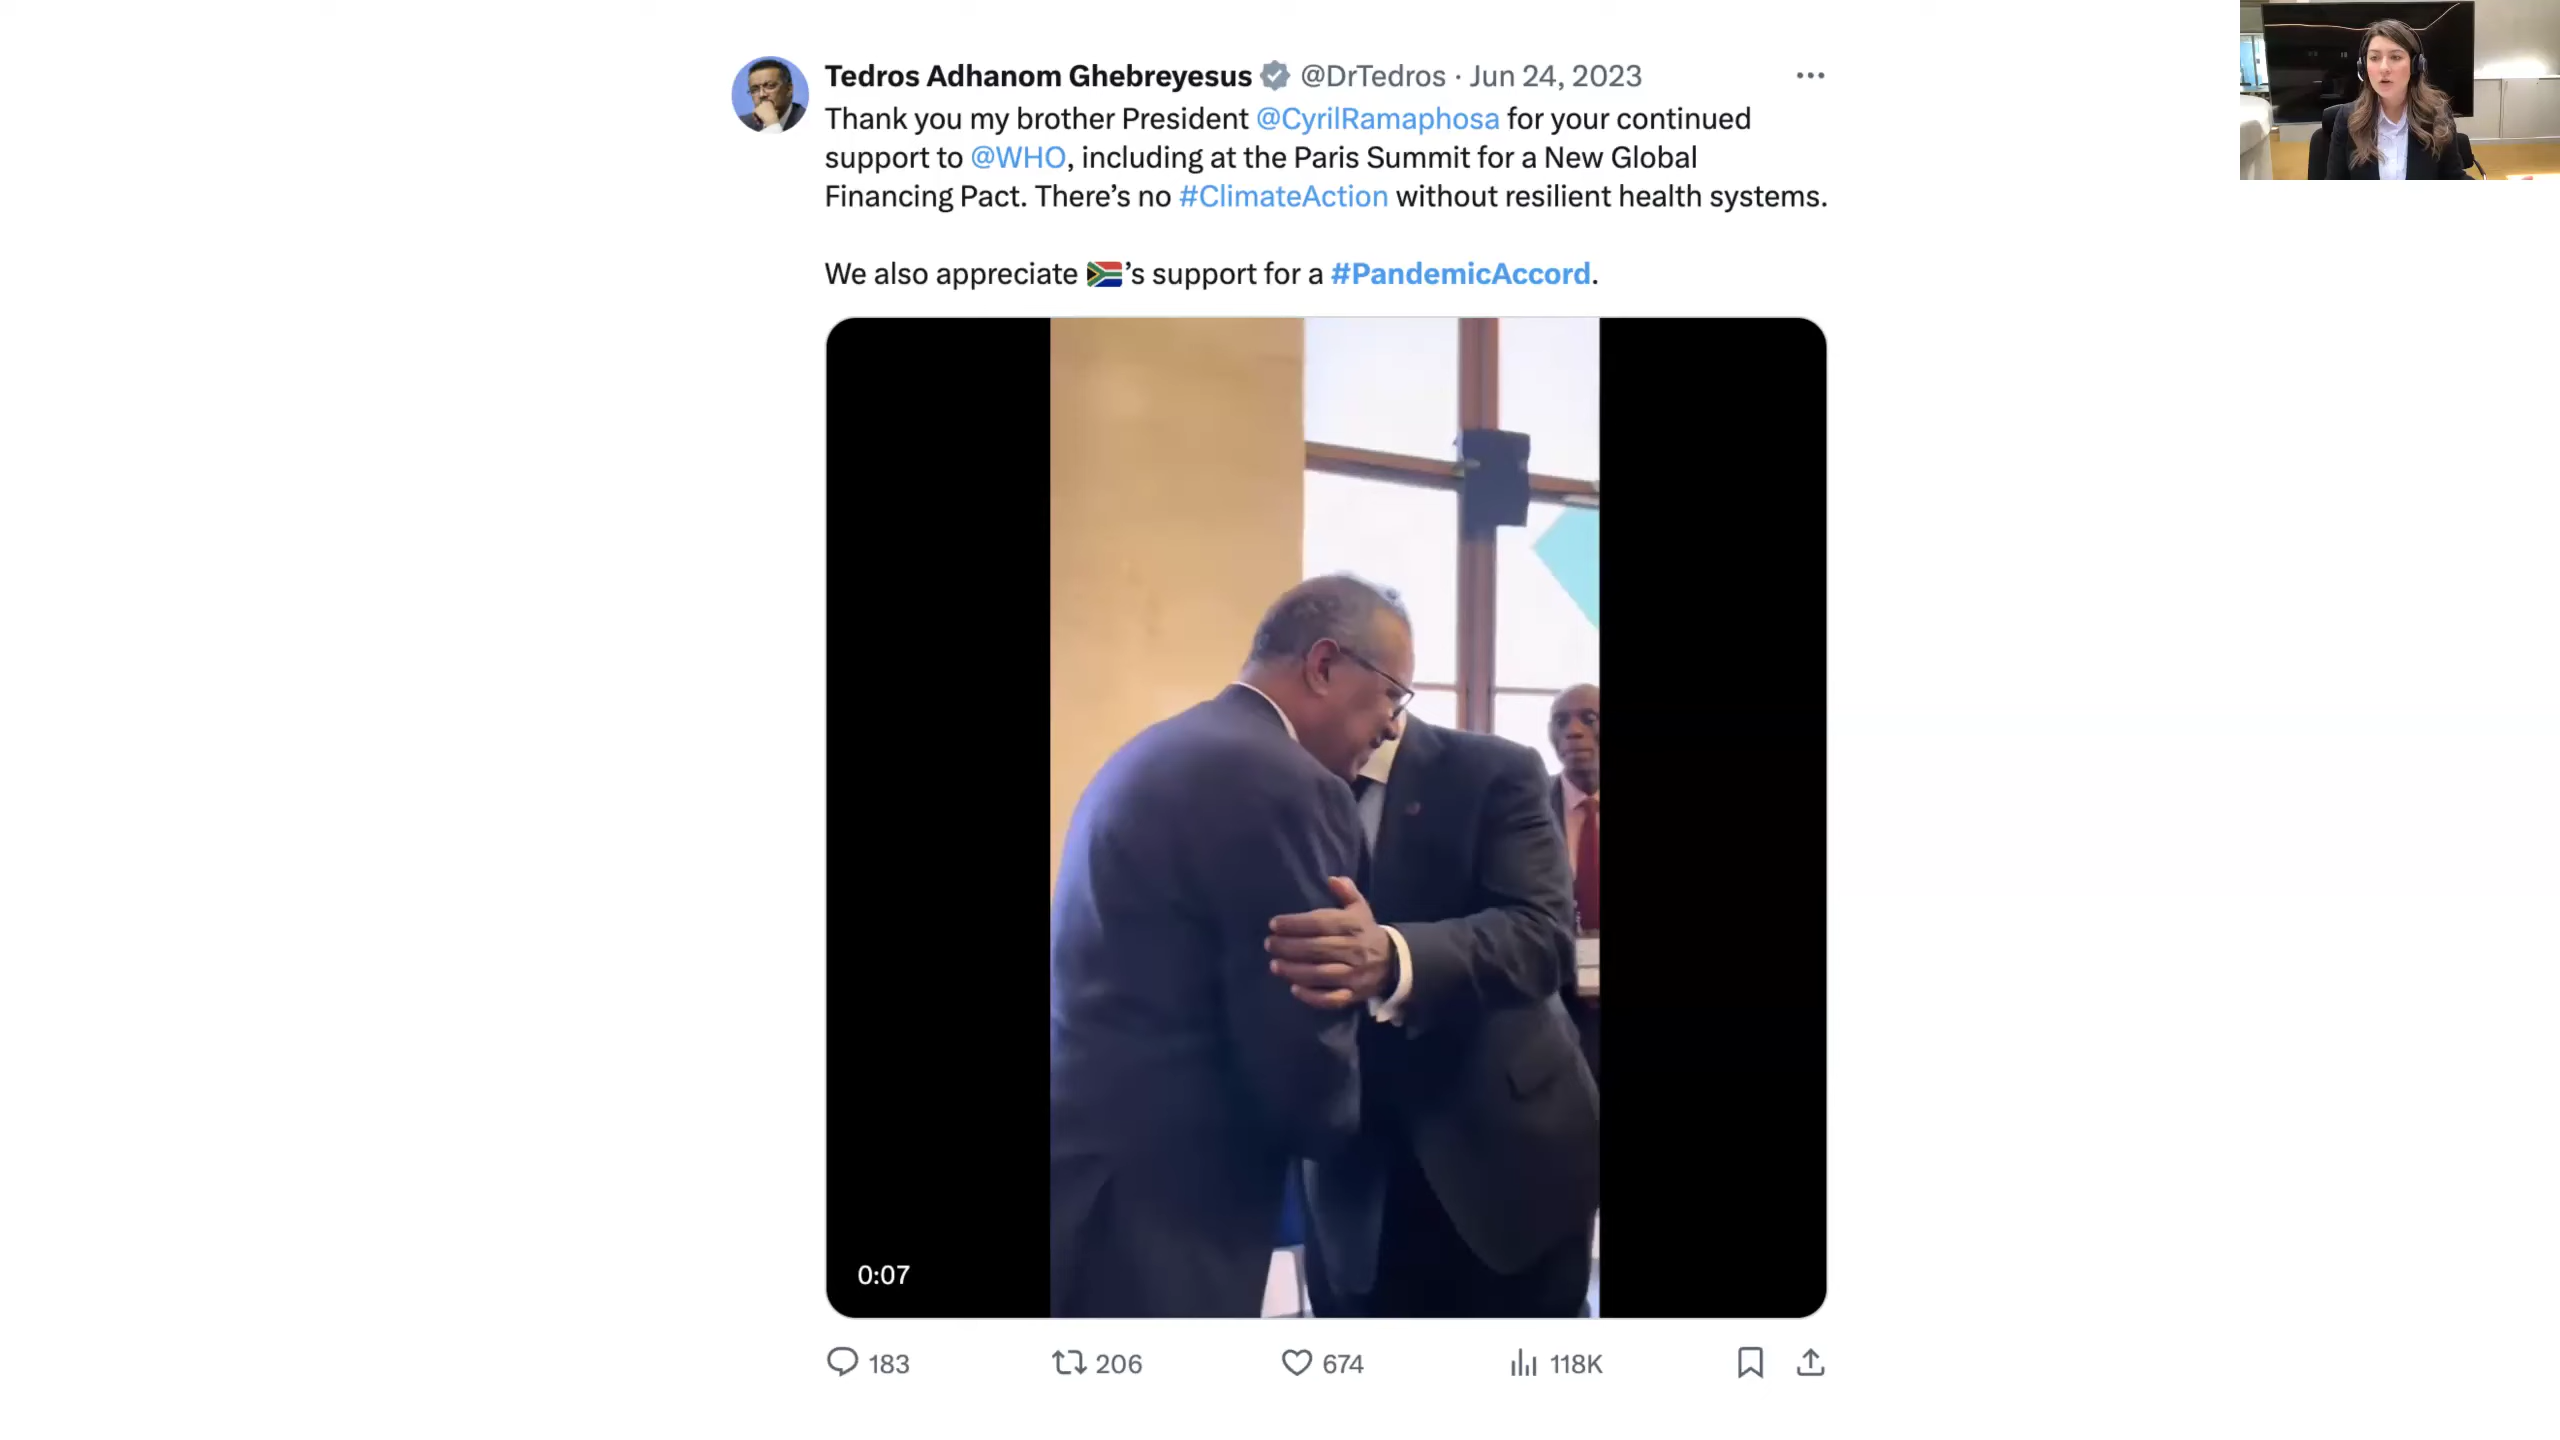 Tedros Adhanom Ghebreyesus @DrTedros · Jun 24, 2023
Thank you my brother President @CyrilRamaphosa for your continued
support to @WHO, including at the Paris Summit for a New Global
Financing Pact. There’s no #ClimateAction without resilient health systems.
We also appreciate 🇿🇦’s support for a #PandemicAccord.
0:07
183 206 674 118K